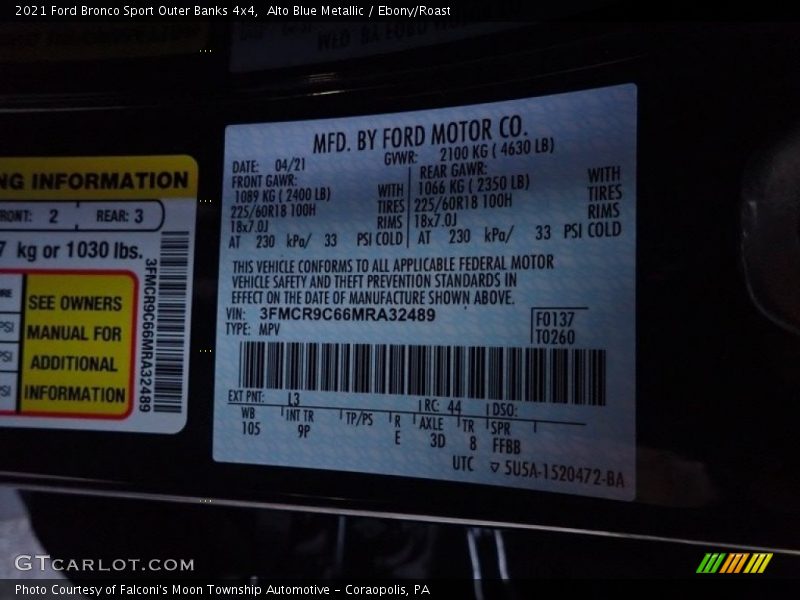 2021 Ford Bronco Sport Outer Banks 4x4, Alto Blue Metallic / Ebony/Roast
NG INFORMATION
FRONT: 2 REAR: 3
7 kg or 1030 lbs.
SEE OWNERS
MANUAL FOR
ADDITIONAL
INFORMATION
PSI
PSI
PSI
3FMCR9C66MRA32489
MFD. BY FORD MOTOR CO.
DATE: 04/21 GVWR: 2100 KG ( 4630 LB)
FRONT GAWR: REAR GAWR:
1089 KG ( 2400 LB) WITH 1066 KG ( 2350 LB) WITH
225/60R18 100H TIRES 225/60R18 100H TIRES
18x7.0J RIMS 18x7.0J RIMS
AT 230 kPa/ 33 PSI COLD AT 230 kPa/ 33 PSI COLD
THIS VEHICLE CONFORMS TO ALL APPLICABLE FEDERAL MOTOR
VEHICLE SAFETY AND THEFT PREVENTION STANDARDS IN
EFFECT ON THE DATE OF MANUFACTURE SHOWN ABOVE.
VIN: 3FMCR9C66MRA32489 F0137
TYPE: MPV T0260
EXT PNT: L3 RC: 44 DSO:
WB INT TR TP/PS R AXLE TR SPR
105 9P E 3D 8 FFBB
UTC ▽ 5U5A-1520472-BA
GTCARLOT.COM
Photo Courtesy of Falconi's Moon Township Automotive - Coraopolis, PA